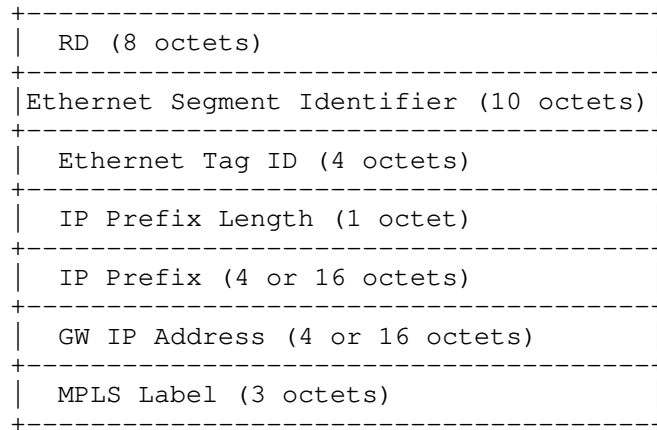 +---------------------------------------
| RD (8 octets)
+---------------------------------------
|Ethernet Segment Identifier (10 octets)
+---------------------------------------
| Ethernet Tag ID (4 octets)
+---------------------------------------
| IP Prefix Length (1 octet)
+---------------------------------------
| IP Prefix (4 or 16 octets)
+---------------------------------------
| GW IP Address (4 or 16 octets)
+---------------------------------------
| MPLS Label (3 octets)
+---------------------------------------